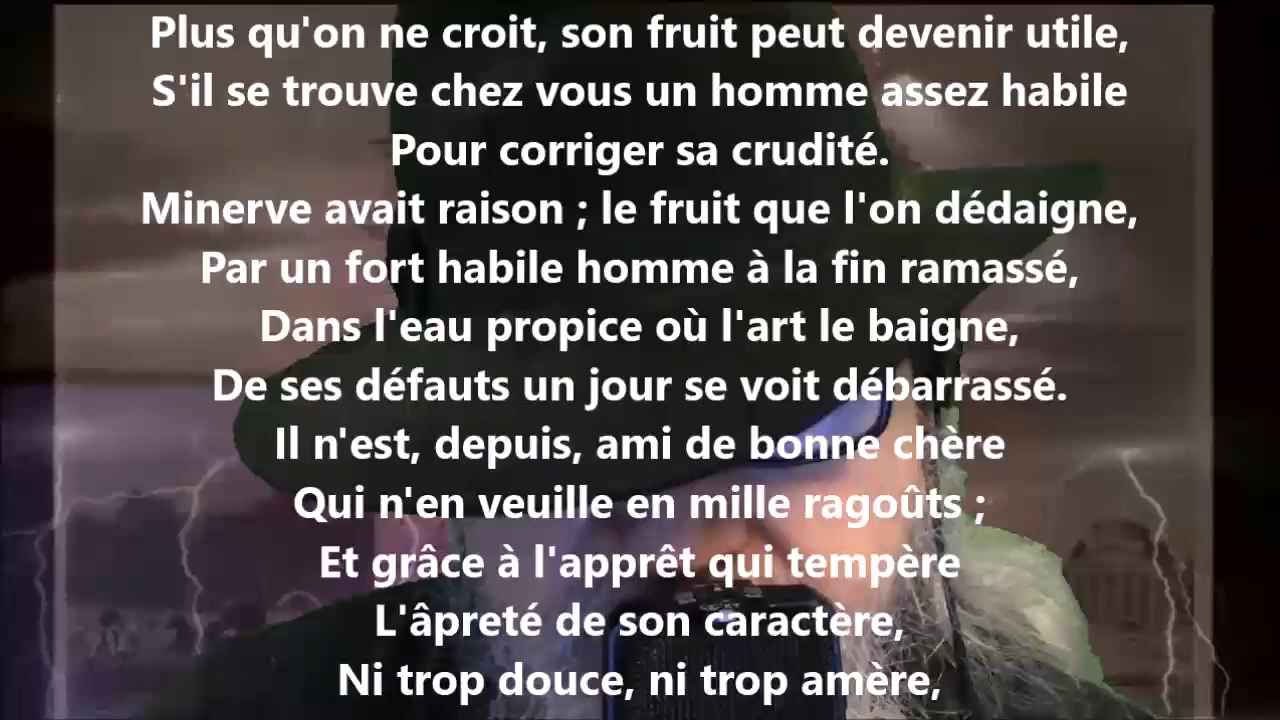 Plus qu'on ne croit, son fruit peut devenir utile,
S'il se trouve chez vous un homme assez habile
Pour corriger sa crudité.
Minerve avait raison ; le fruit que l'on dédaigne,
Par un fort habile homme à la fin ramassé,
Dans l'eau propice où l'art le baigne,
De ses défauts un jour se voit débarrassé.
Il n'est, depuis, ami de bonne chère
Qui n'en veuille en mille ragoûts ;
Et grâce à l'apprêt qui tempère
L'âpreté de son caractère,
Ni trop douce, ni trop amère,